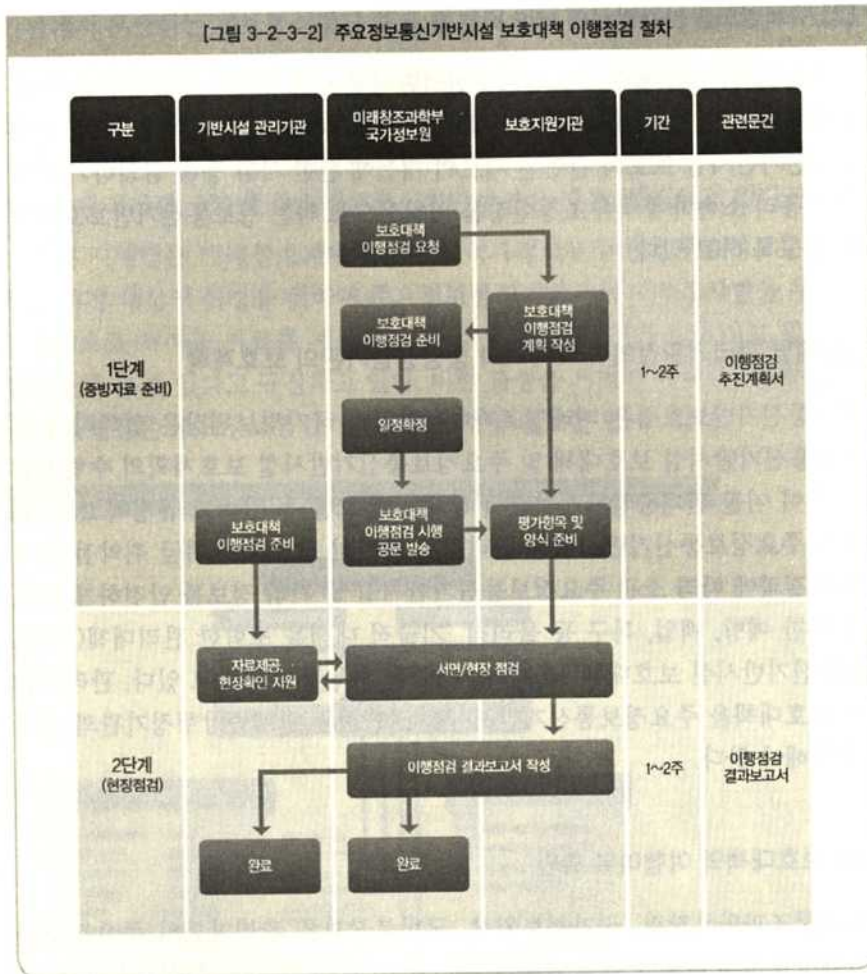 [그림 3-2-3-2] 주요정보통신기반시설 보호대책 이행점검 절차
구분
기반시설 관리기관
미래창조과학부
국가정보원
보호지원기관
기간
관련문건
1단계
(증빙자료 준비)
보호대책
이행점검 요청
보호대책
이행점검 준비
보호대책
이행점검
계획 작성
일정확정
보호대책
이행점검 준비
보호대책
이행점검 시행
공문 발송
평가항목 및
양식 준비
1~2주
이행점검
추진계획서
2단계
(현장점검)
자료제공,
현장확인 지원
서면/현장 점검
이행점검 결과보고서 작성
완료
완료
1~2주
이행점검
결과보고서